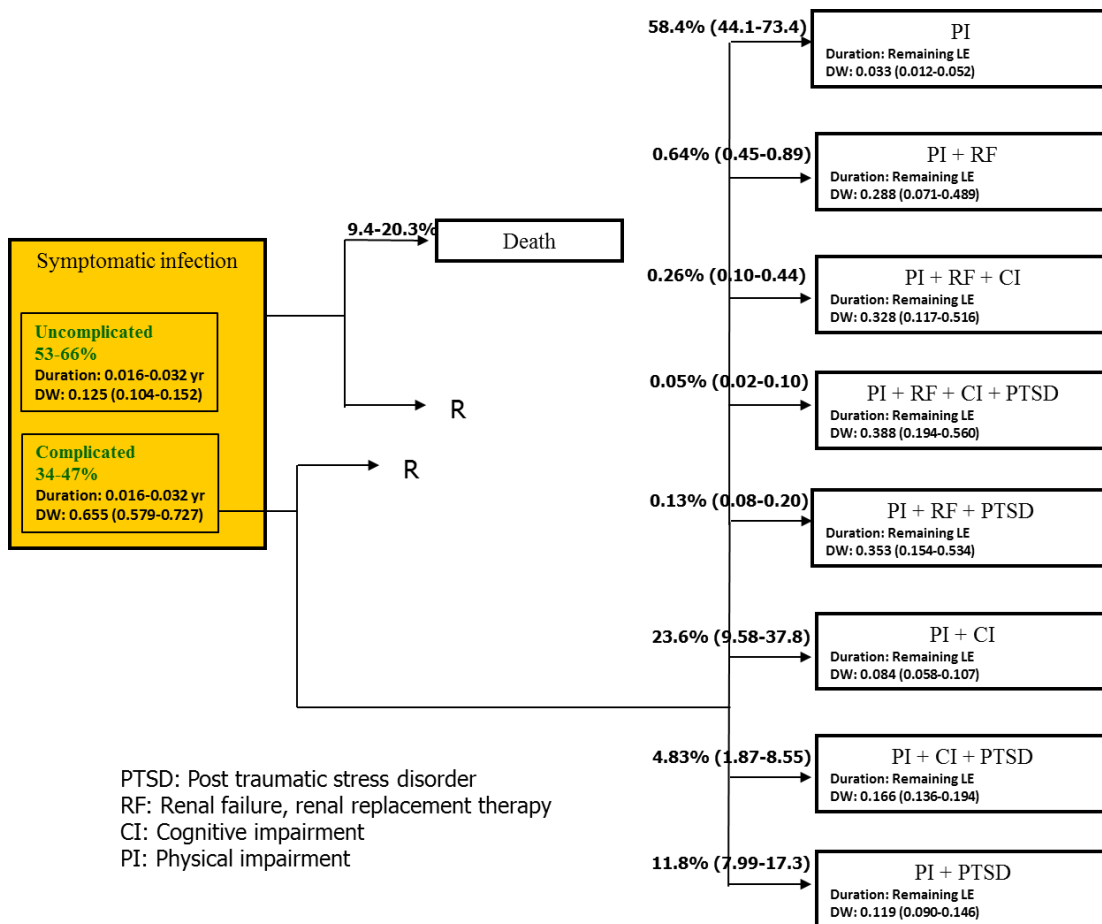 Symptomatic infection
Uncomplicated
53-66%
Duration: 0.016-0.032 yr
DW: 0.125 (0.104-0.152)
Complicated
34-47%
Duration: 0.016-0.032 yr
DW: 0.655 (0.579-0.727)
9.4-20.3%
Death
R
R
58.4% (44.1-73.4)
PI
Duration: Remaining LE
DW: 0.033 (0.012-0.052)
0.64% (0.45-0.89)
PI + RF
Duration: Remaining LE
DW: 0.288 (0.071-0.489)
0.26% (0.10-0.44)
PI + RF + CI
Duration: Remaining LE
DW: 0.328 (0.117-0.516)
0.05% (0.02-0.10)
PI + RF + CI + PTSD
Duration: Remaining LE
DW: 0.388 (0.194-0.560)
0.13% (0.08-0.20)
PI + RF + PTSD
Duration: Remaining LE
DW: 0.353 (0.154-0.534)
23.6% (9.58-37.8)
PI + CI
Duration: Remaining LE
DW: 0.084 (0.058-0.107)
4.83% (1.87-8.55)
PI + CI + PTSD
Duration: Remaining LE
DW: 0.166 (0.136-0.194)
11.8% (7.99-17.3)
PI + PTSD
Duration: Remaining LE
DW: 0.119 (0.090-0.146)
PTSD: Post traumatic stress disorder
RF: Renal failure, renal replacement therapy
CI: Cognitive impairment
PI: Physical impairment